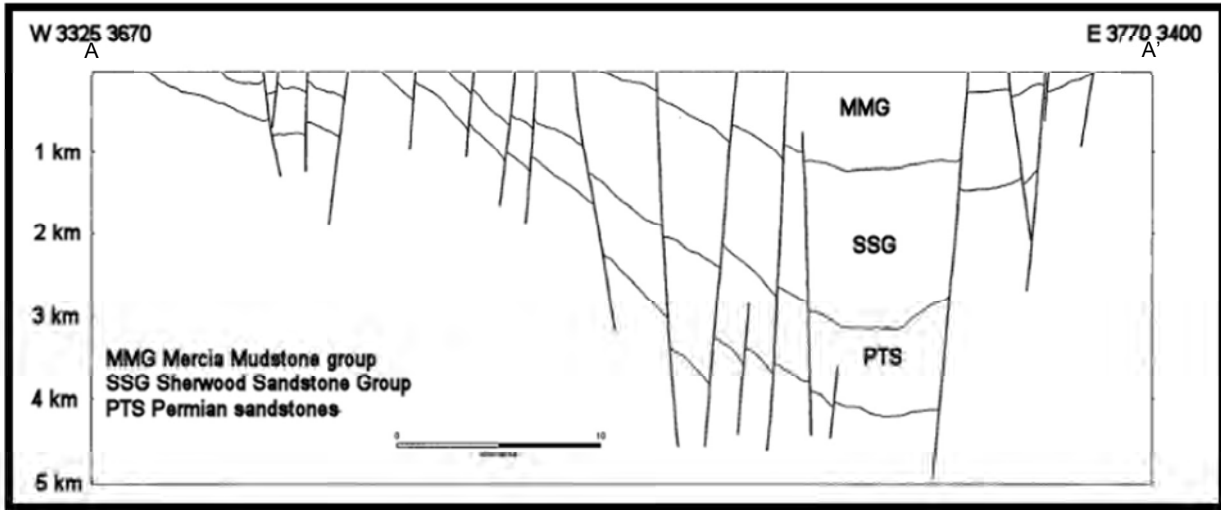 W 3325 3670
E 3770 3400
A
A'
MMG
1 km
2 km
SSG
3 km
PTS
MMG Mercia Mudstone group
SSG Sherwood Sandstone Group
PTS Permian sandstones
4 km
0 10
5 km